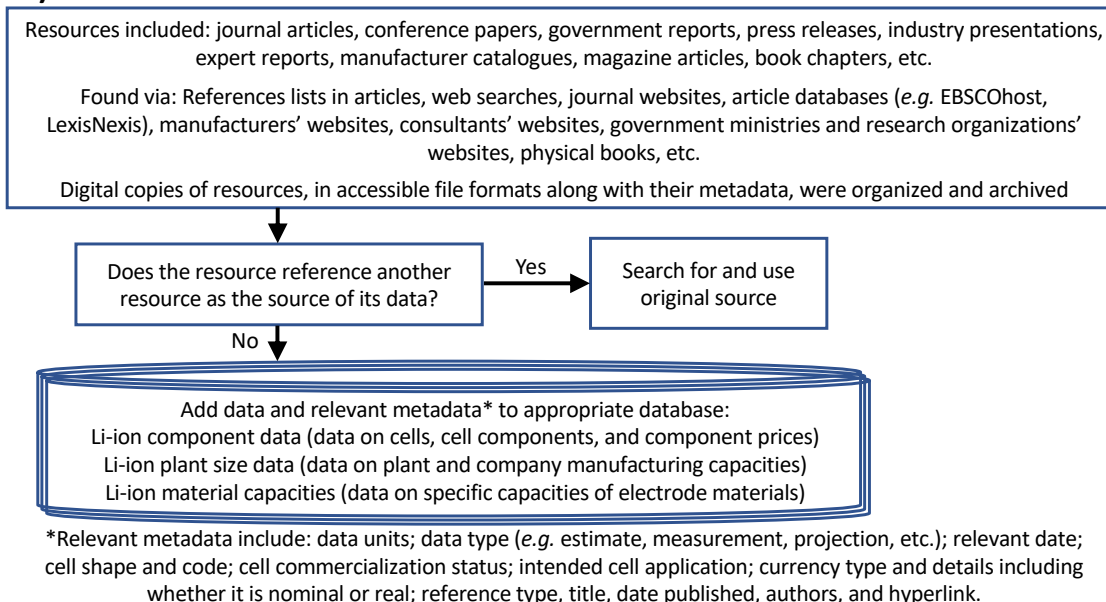 Resources included: journal articles, conference papers, government reports, press releases, industry presentations,
expert reports, manufacturer catalogues, magazine articles, book chapters, etc.
Found via: References lists in articles, web searches, journal websites, article databases (e.g. EBSCOhost,
LexisNexis), manufacturers’ websites, consultants’ websites, government ministries and research organizations’
websites, physical books, etc.
Digital copies of resources, in accessible file formats along with their metadata, were organized and archived
Does the resource reference another
resource as the source of its data?
Yes
Search for and use
original source
No
Add data and relevant metadata* to appropriate database:
Li-ion component data (data on cells, cell components, and component prices)
Li-ion plant size data (data on plant and company manufacturing capacities)
Li-ion material capacities (data on specific capacities of electrode materials)
*Relevant metadata include: data units; data type (e.g. estimate, measurement, projection, etc.); relevant date;
cell shape and code; cell commercialization status; intended cell application; currency type and details including
whether it is nominal or real; reference type, title, date published, authors, and hyperlink.